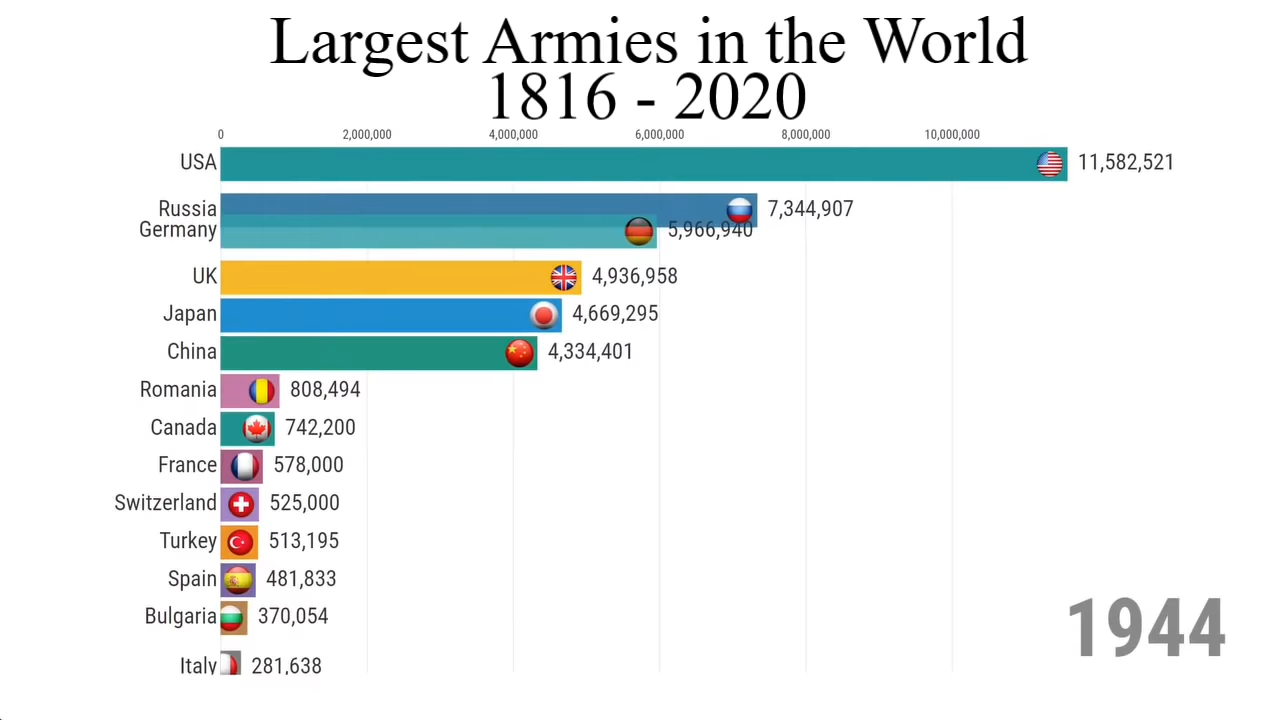 Largest Armies in the World
1816 - 2020
0 2,000,000 4,000,000 6,000,000 8,000,000 10,000,000
USA 11,582,521
Russia 7,344,907
Germany 5,966,940
UK 4,936,958
Japan 4,669,295
China 4,334,401
Romania 808,494
Canada 742,200
France 578,000
Switzerland 525,000
Turkey 513,195
Spain 481,833
Bulgaria 370,054
Italy 281,638
1944